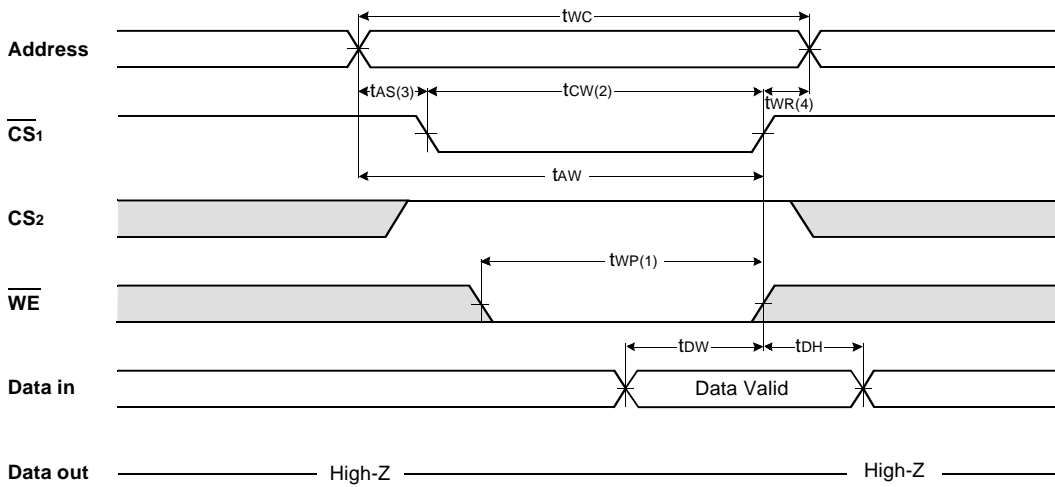 tWC
Address
tAS(3) tCW(2) tWR(4)
CS1
tAW
CS2
tWP(1)
WE
tDW tDH
Data in Data Valid
Data out High-Z High-Z